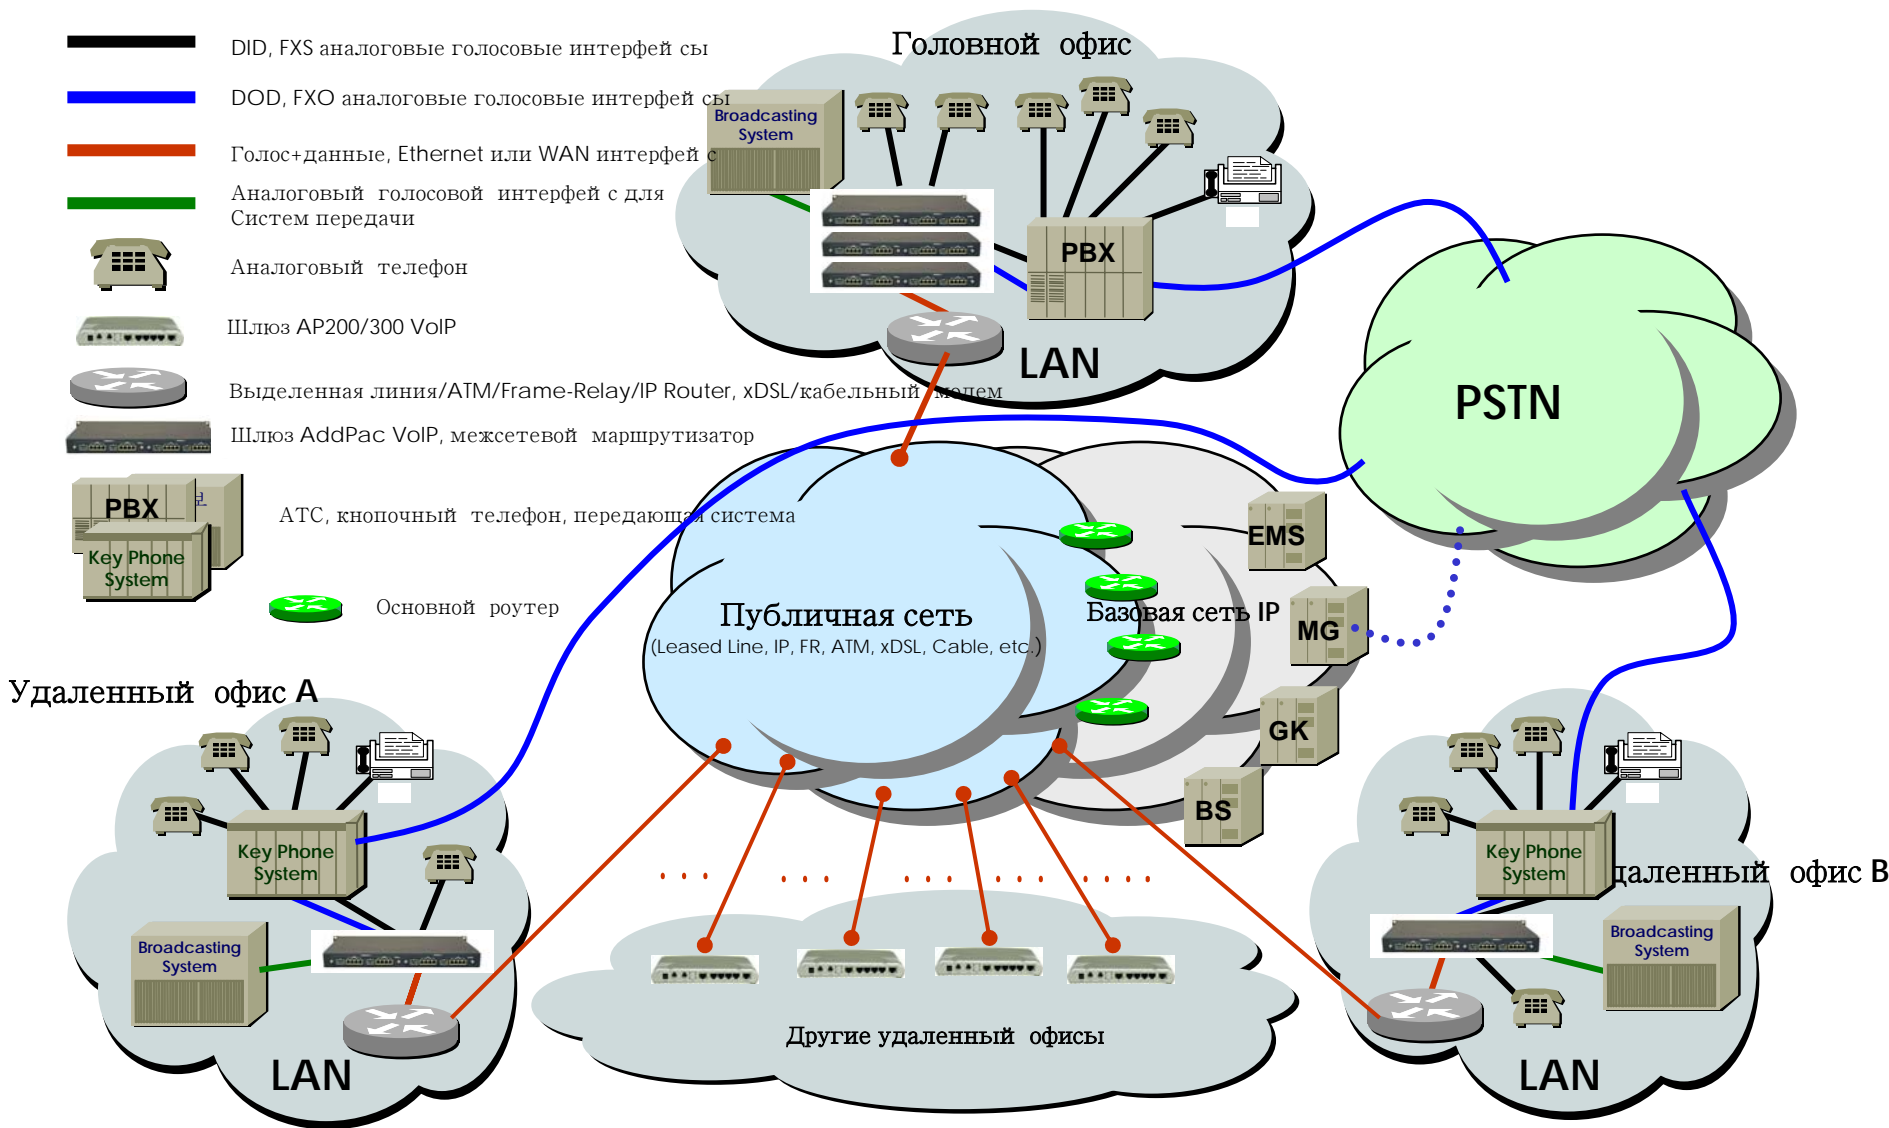 DID, FXS аналоговые голосовые интерфей сы
DOD, FXO аналоговые голосовые интерфей сы
Голос+данные, Ethernet или WAN интерфей с
Аналоговый голосовой интерфей с для
Систем передачи
Аналоговый телефон
Шлюз AP200/300 VoIP
Выделенная линия/ATM/Frame-Relay/IP Router, xDSL/кабельный модем
Шлюз AddPac VoIP, межсетевой маршрутизатор
PBX
Key Phone
System
АТС, кнопочный телефон, передающая система
Основной роутер
Головной офис
Broadcasting
System
PBX
LAN
PSTN
Публичная сеть
(Leased Line, IP, FR, ATM, xDSL, Cable, etc.)
Базовая сеть IP
EMS
MG
GK
BS
Удаленный офис A
Key Phone
System
Broadcasting
System
LAN
Другие удаленный офисы
Key Phone
System
даленный офис B
Broadcasting
System
LAN